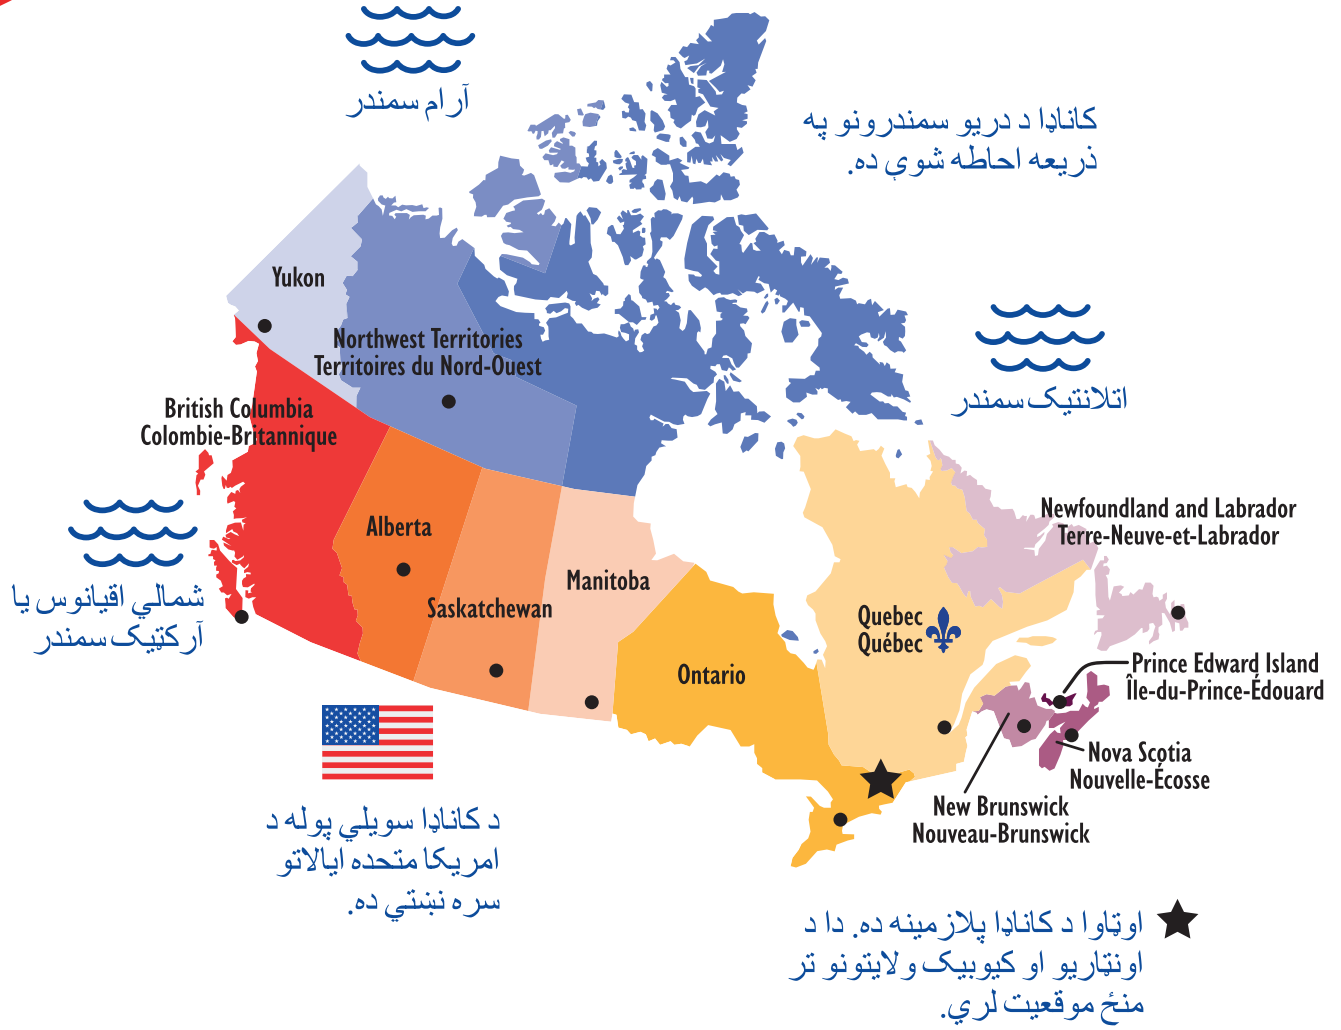 آرام سمندر
کاناډا د دریو سمندرونو په
ذریعه احاطه شوې ده.
Yukon
Northwest Territories
Territoires du Nord-Ouest
اتلانتیک سمندر
British Columbia
Colombie-Britannique
Newfoundland and Labrador
Terre-Neuve-et-Labrador
Alberta
Manitoba
شمالي اقیانوس یا
آرکټیک سمندر
Saskatchewan
Quebec
Québec
Ontario
Prince Edward Island
Île-du-Prince-Édouard
Nova Scotia
Nouvelle-Écosse
New Brunswick
Nouveau-Brunswick
د کاناډا سویلي پوله د
امریکا متحده ایالاتو
سره نښتي ده.
اوټاوا د کاناډا پلازمینه ده. دا د
اونټاریو او کیوبیک ولایتونو تر
منځ موقعیت لري.